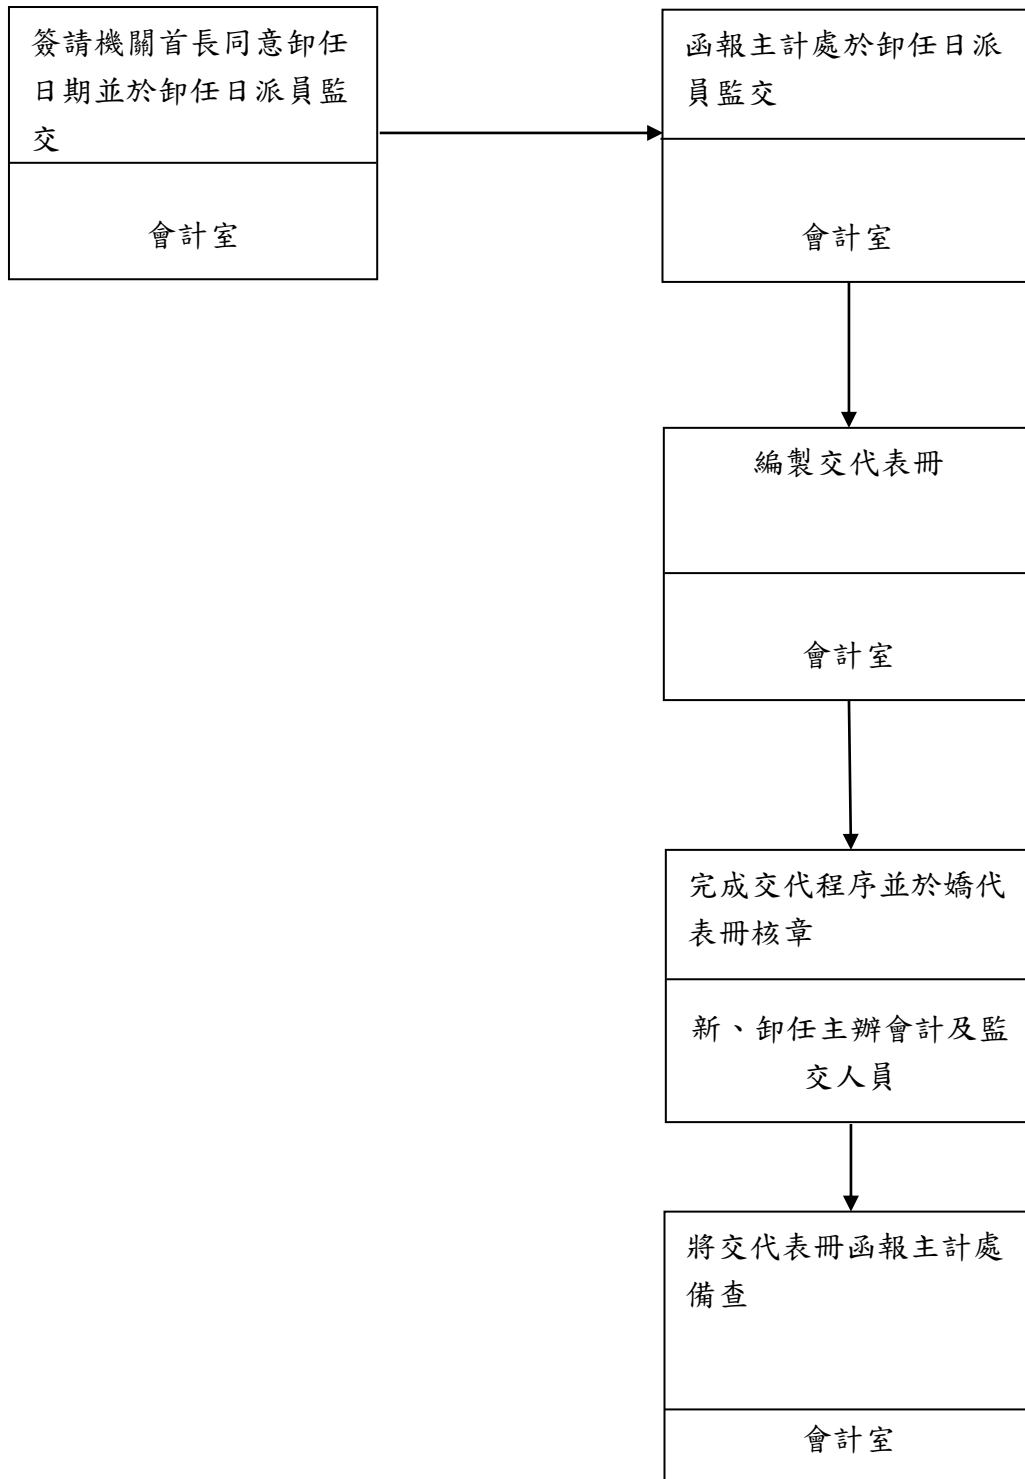 簽請機關首長同意卸任
日期並於卸任日派員監
交
會計室
函報主計處於卸任日派
員監交
會計室
編製交代表冊
會計室
完成交代程序並於嬌代
表冊核章
新、卸任主辦會計及監
交人員
將交代表冊函報主計處
備查
會計室